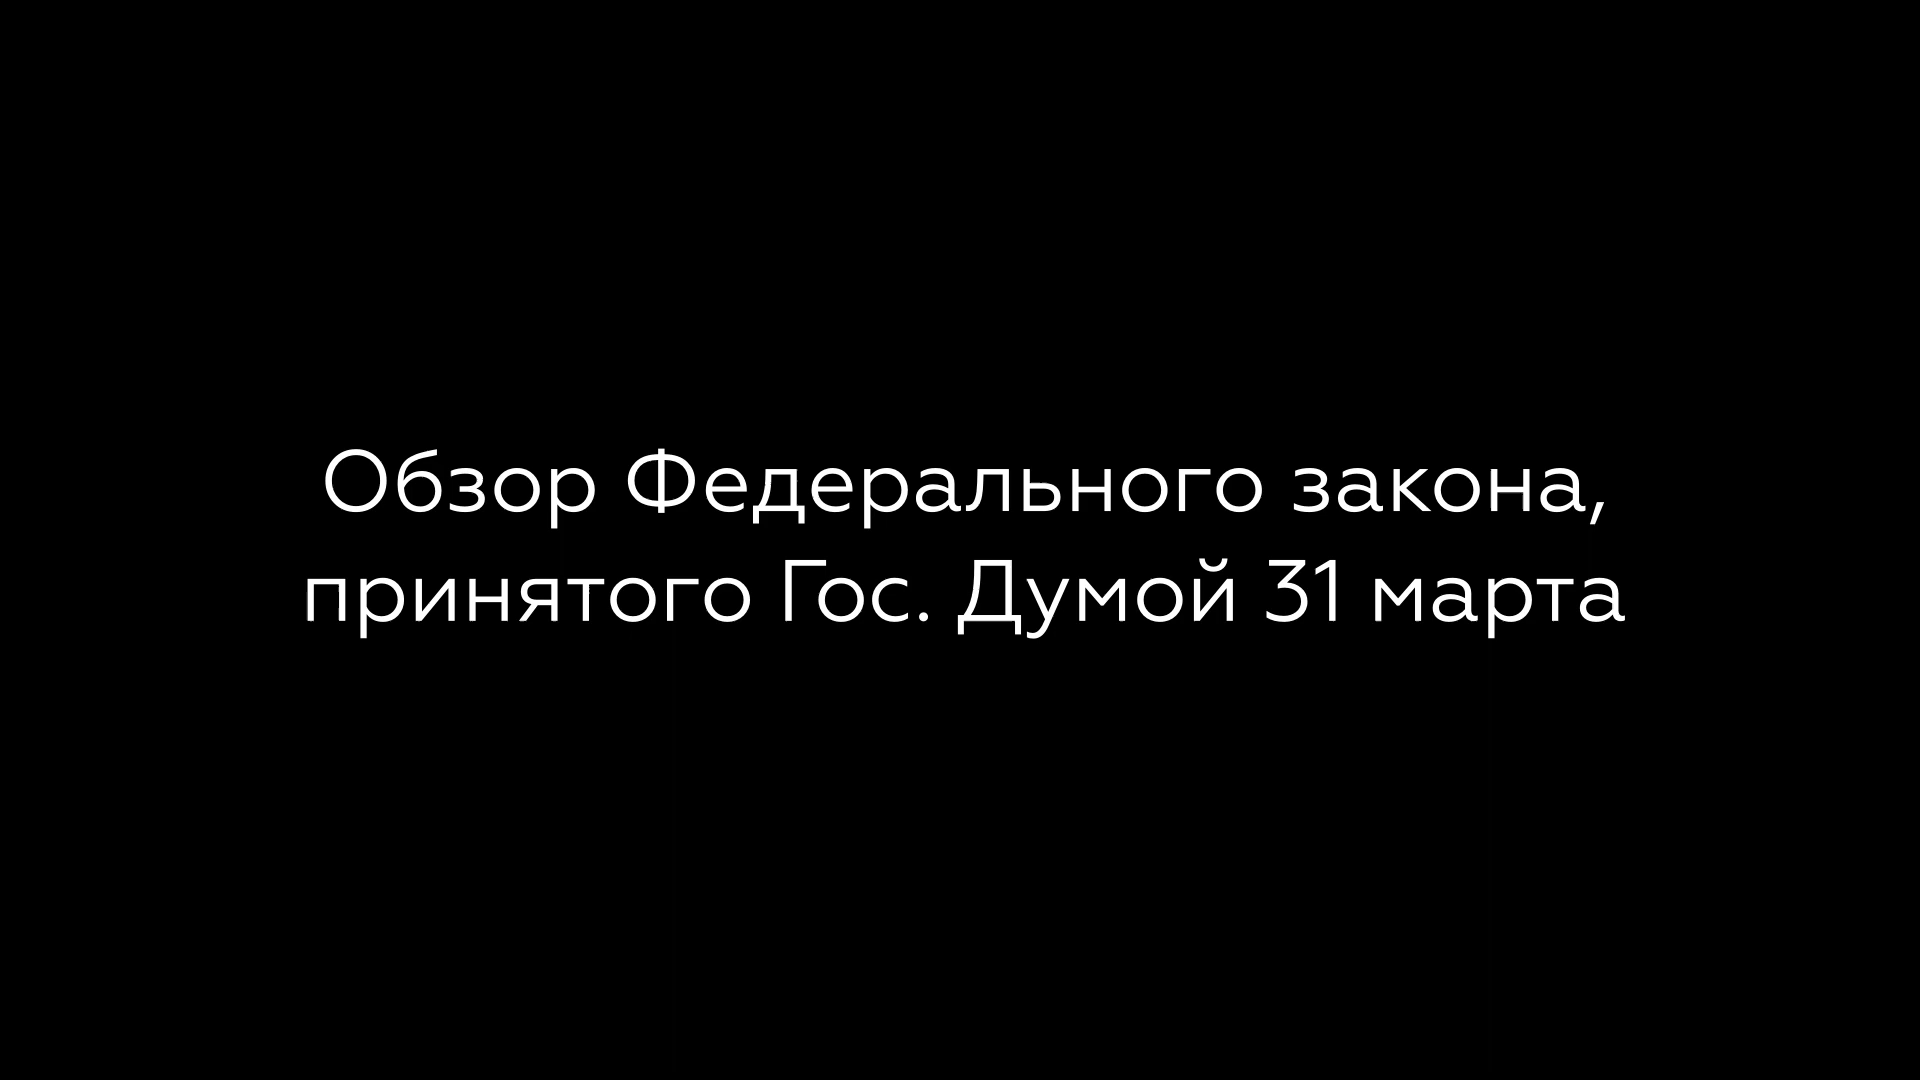 Обзор Федерального закона,
принятого Гос. Думой 31 марта